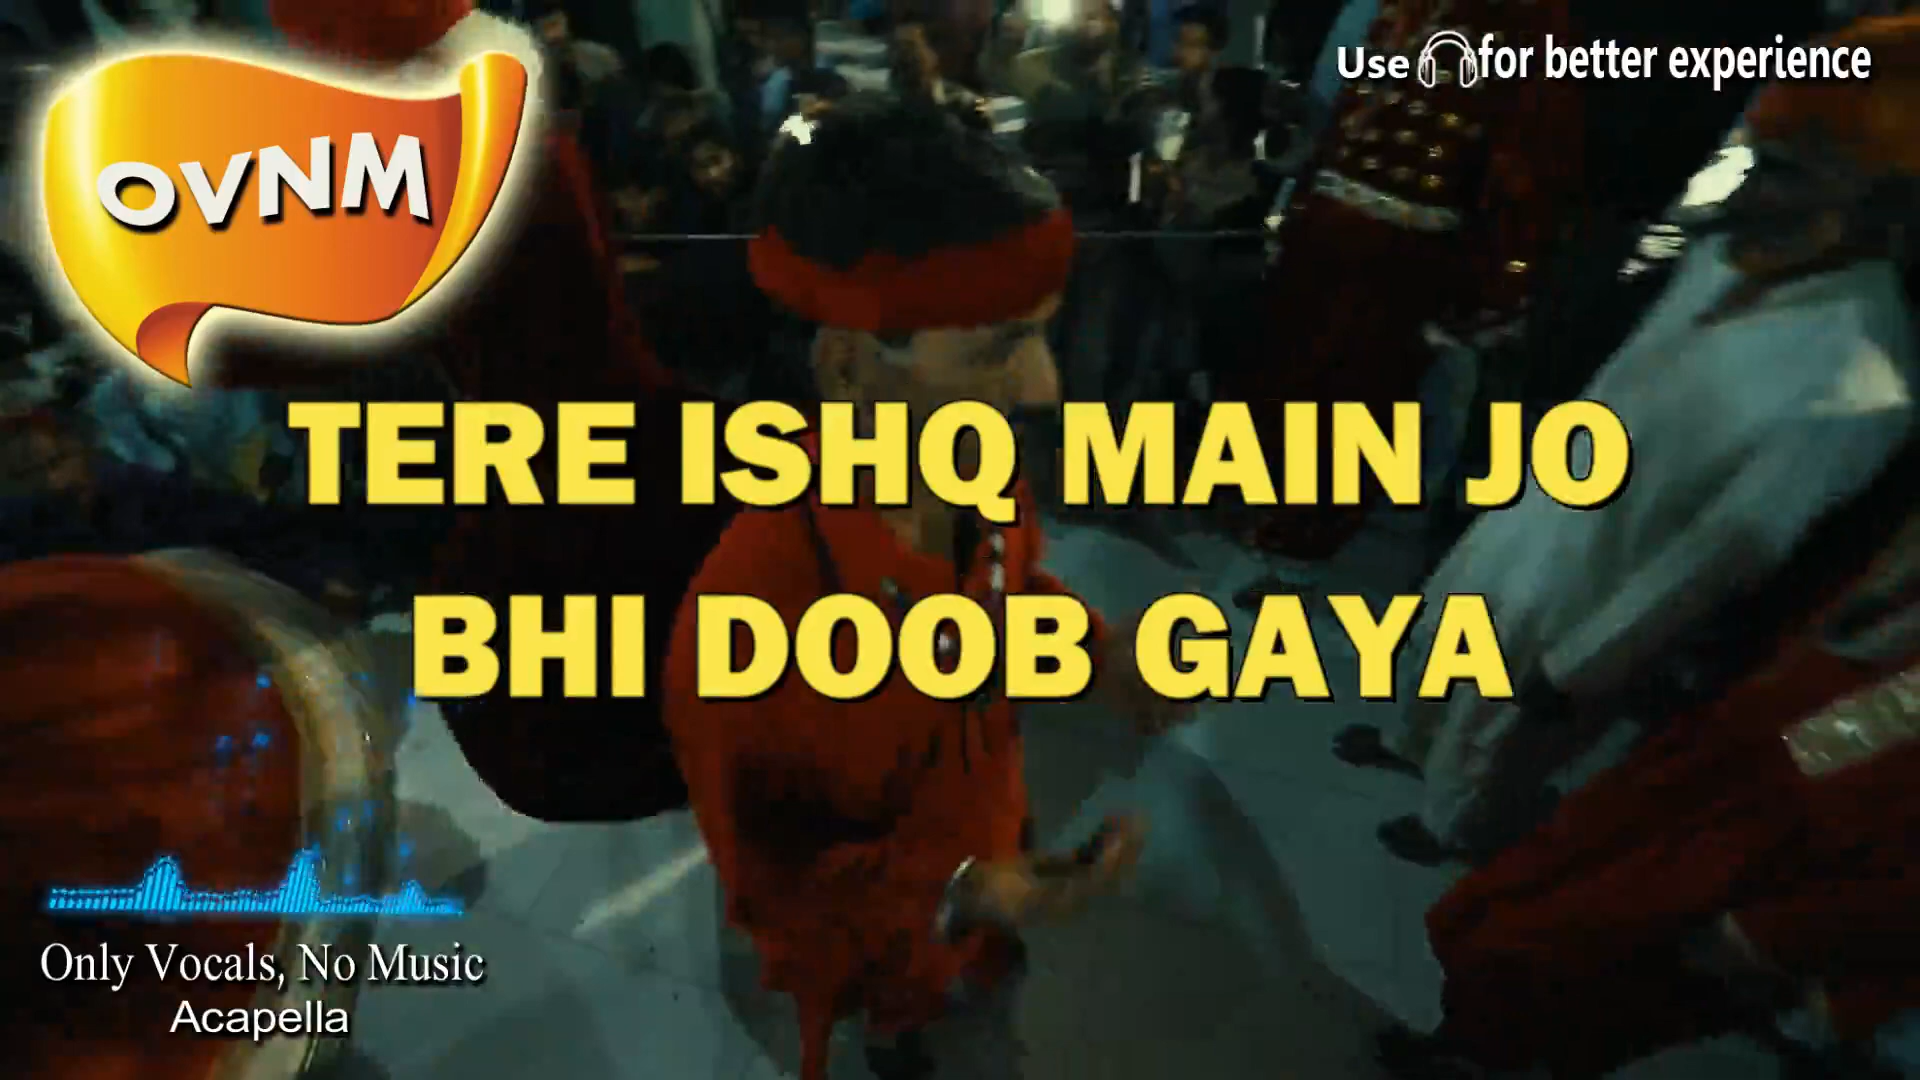 OVNM
Use for better experience
TERE ISHQ MAIN JO
BHI DOOB GAYA
Only Vocals, No Music
Acapella